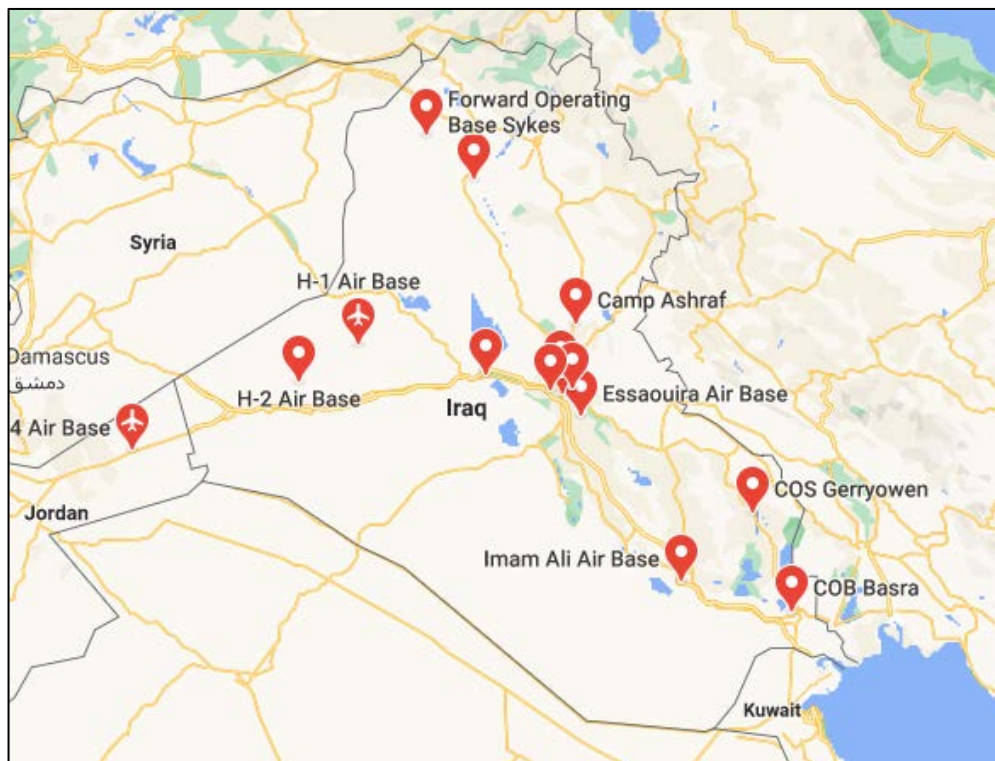 Forward Operating
Base Sykes
Syria
H-1 Air Base
Camp Ashraf
Damascus
دمشق
H-2 Air Base
Iraq
Essaouira Air Base
4 Air Base
COS Gerryowen
Jordan
Imam Ali Air Base
COB Basra
Kuwait